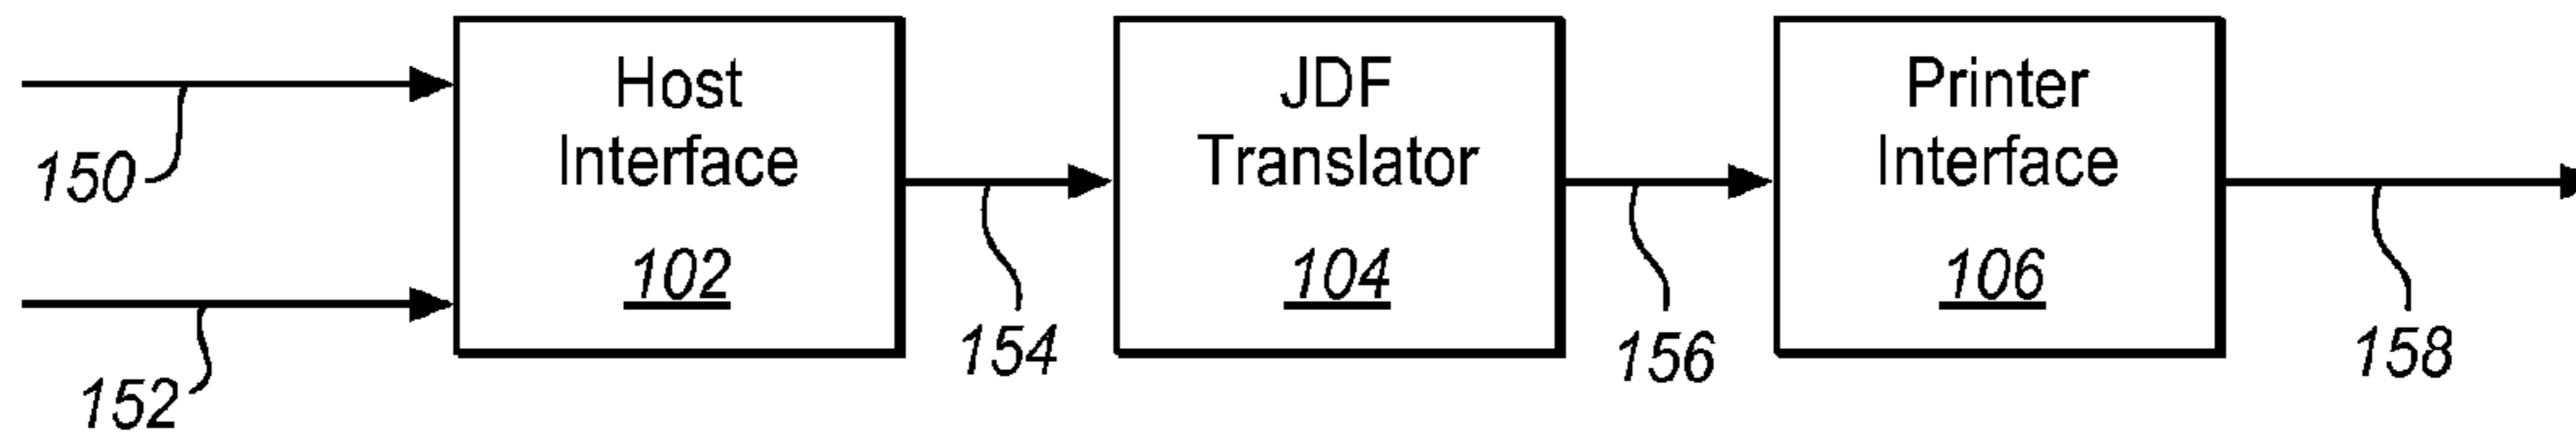 Host
Interface
102
JDF
Translator
104
Printer
Interface
106
150
152
154
156
158